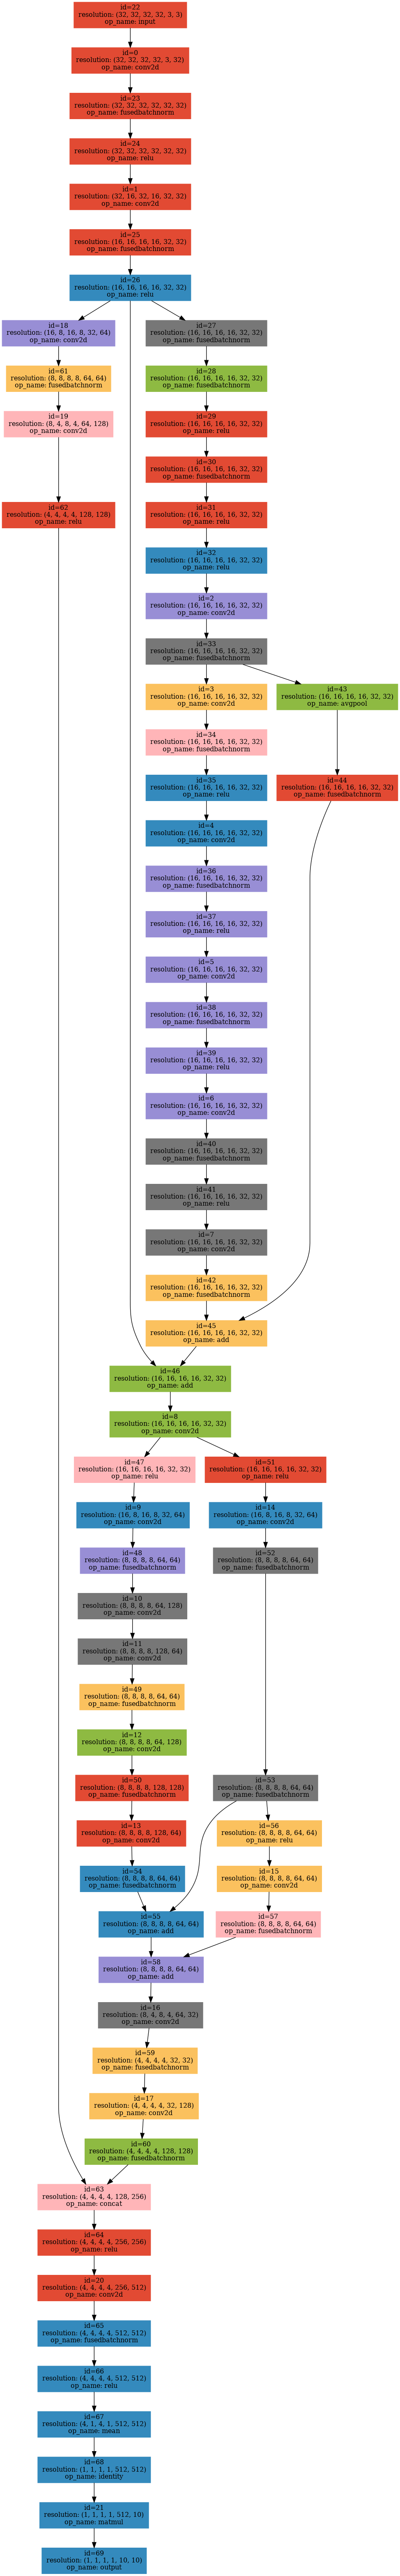 id=22
resolution: (32, 32, 32, 32, 3, 3)
op_name: input
id=0
resolution: (32, 32, 32, 32, 3, 32)
op_name: conv2d
id=23
resolution: (32, 32, 32, 32, 32, 32)
op_name: fusedbatchnorm
id=24
resolution: (32, 32, 32, 32, 32, 32)
op_name: relu
id=1
resolution: (32, 16, 32, 16, 32, 32)
op_name: conv2d
id=25
resolution: (16, 16, 16, 16, 32, 32)
op_name: fusedbatchnorm
id=26
resolution: (16, 16, 16, 16, 32, 32)
op_name: relu
id=18
resolution: (16, 8, 16, 8, 32, 64)
op_name: conv2d
id=27
resolution: (16, 16, 16, 16, 32, 32)
op_name: fusedbatchnorm
id=61
resolution: (8, 8, 8, 8, 64, 64)
op_name: fusedbatchnorm
id=28
resolution: (16, 16, 16, 16, 32, 32)
op_name: fusedbatchnorm
id=19
resolution: (8, 4, 8, 4, 64, 128)
op_name: conv2d
id=29
resolution: (16, 16, 16, 16, 32, 32)
op_name: relu
id=30
resolution: (16, 16, 16, 16, 32, 32)
op_name: fusedbatchnorm
id=62
resolution: (4, 4, 4, 4, 128, 128)
op_name: relu
id=31
resolution: (16, 16, 16, 16, 32, 32)
op_name: relu
id=32
resolution: (16, 16, 16, 16, 32, 32)
op_name: relu
id=2
resolution: (16, 16, 16, 16, 32, 32)
op_name: conv2d
id=33
resolution: (16, 16, 16, 16, 32, 32)
op_name: fusedbatchnorm
id=3
resolution: (16, 16, 16, 16, 32, 32)
op_name: conv2d
id=43
resolution: (16, 16, 16, 16, 32, 32)
op_name: avgpool
id=34
resolution: (16, 16, 16, 16, 32, 32)
op_name: fusedbatchnorm
id=35
resolution: (16, 16, 16, 16, 32, 32)
op_name: relu
id=44
resolution: (16, 16, 16, 16, 32, 32)
op_name: fusedbatchnorm
id=4
resolution: (16, 16, 16, 16, 32, 32)
op_name: conv2d
id=36
resolution: (16, 16, 16, 16, 32, 32)
op_name: fusedbatchnorm
id=37
resolution: (16, 16, 16, 16, 32, 32)
op_name: relu
id=5
resolution: (16, 16, 16, 16, 32, 32)
op_name: conv2d
id=38
resolution: (16, 16, 16, 16, 32, 32)
op_name: fusedbatchnorm
id=39
resolution: (16, 16, 16, 16, 32, 32)
op_name: relu
id=6
resolution: (16, 16, 16, 16, 32, 32)
op_name: conv2d
id=40
resolution: (16, 16, 16, 16, 32, 32)
op_name: fusedbatchnorm
id=41
resolution: (16, 16, 16, 16, 32, 32)
op_name: relu
id=7
resolution: (16, 16, 16, 16, 32, 32)
op_name: conv2d
id=42
resolution: (16, 16, 16, 16, 32, 32)
op_name: fusedbatchnorm
id=45
resolution: (16, 16, 16, 16, 32, 32)
op_name: add
id=46
resolution: (16, 16, 16, 16, 32, 32)
op_name: add
id=8
resolution: (16, 16, 16, 16, 32, 32)
op_name: conv2d
id=47
resolution: (16, 16, 16, 16, 32, 32)
op_name: relu
id=51
resolution: (16, 16, 16, 16, 32, 32)
op_name: relu
id=9
resolution: (16, 8, 16, 8, 32, 64)
op_name: conv2d
id=14
resolution: (16, 8, 16, 8, 32, 64)
op_name: conv2d
id=48
resolution: (8, 8, 8, 8, 64, 64)
op_name: fusedbatchnorm
id=52
resolution: (8, 8, 8, 8, 64, 64)
op_name: fusedbatchnorm
id=10
resolution: (8, 8, 8, 8, 64, 128)
op_name: conv2d
id=11
resolution: (8, 8, 8, 8, 128, 64)
op_name: conv2d
id=49
resolution: (8, 8, 8, 8, 64, 64)
op_name: fusedbatchnorm
id=12
resolution: (8, 8, 8, 8, 64, 128)
op_name: conv2d
id=50
resolution: (8, 8, 8, 8, 128, 128)
op_name: fusedbatchnorm
id=53
resolution: (8, 8, 8, 8, 64, 64)
op_name: fusedbatchnorm
id=13
resolution: (8, 8, 8, 8, 128, 64)
op_name: conv2d
id=56
resolution: (8, 8, 8, 8, 64, 64)
op_name: relu
id=54
resolution: (8, 8, 8, 8, 64, 64)
op_name: fusedbatchnorm
id=15
resolution: (8, 8, 8, 8, 64, 64)
op_name: conv2d
id=55
resolution: (8, 8, 8, 8, 64, 64)
op_name: add
id=57
resolution: (8, 8, 8, 8, 64, 64)
op_name: fusedbatchnorm
id=58
resolution: (8, 8, 8, 8, 64, 64)
op_name: add
id=16
resolution: (8, 4, 8, 4, 64, 32)
op_name: conv2d
id=59
resolution: (4, 4, 4, 4, 32, 32)
op_name: fusedbatchnorm
id=17
resolution: (4, 4, 4, 4, 32, 128)
op_name: conv2d
id=60
resolution: (4, 4, 4, 4, 128, 128)
op_name: fusedbatchnorm
id=63
resolution: (4, 4, 4, 4, 128, 256)
op_name: concat
id=64
resolution: (4, 4, 4, 4, 256, 256)
op_name: relu
id=20
resolution: (4, 4, 4, 4, 256, 512)
op_name: conv2d
id=65
resolution: (4, 4, 4, 4, 512, 512)
op_name: fusedbatchnorm
id=66
resolution: (4, 4, 4, 4, 512, 512)
op_name: relu
id=67
resolution: (4, 1, 4, 1, 512, 512)
op_name: mean
id=68
resolution: (1, 1, 1, 1, 512, 512)
op_name: identity
id=21
resolution: (1, 1, 1, 1, 512, 10)
op_name: matmul
id=69
resolution: (1, 1, 1, 1, 10, 10)
op_name: output